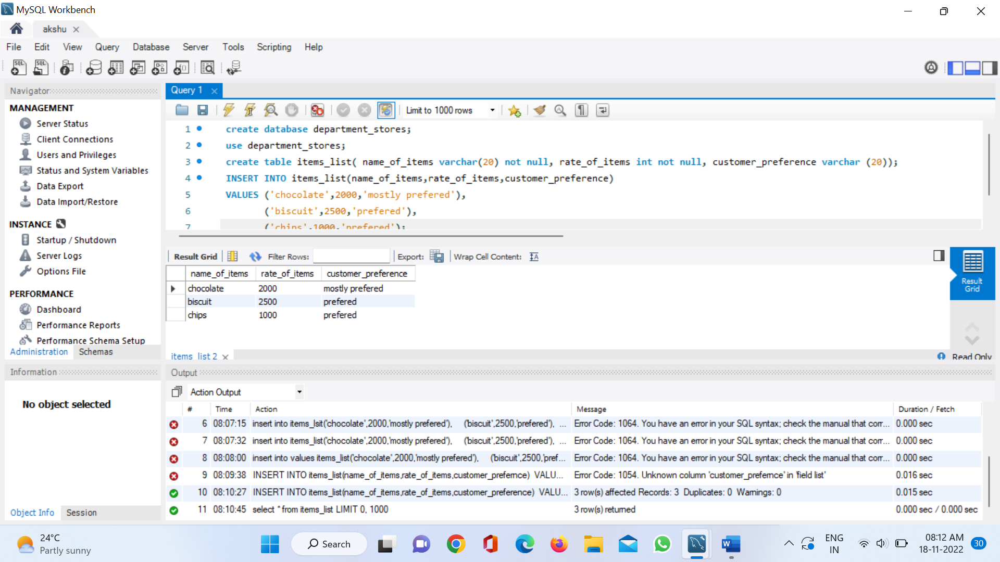 MySQL Workbench
akshu
File Edit View Query Database Server Tools Scripting Help
Navigator
Query 1
MANAGEMENT
Server Status
Client Connections
Users and Privileges
Status and System Variables
Data Export
Data Import/Restore
INSTANCE
Startup / Shutdown
Server Logs
Options File
PERFORMANCE
Dashboard
Performance Reports
Performance Schema Setup
Administration Schemas
Limit to 1000 rows
1 create database department_stores;
2 use department_stores;
3 create table items_list( name_of_items varchar(20) not null, rate_of_items int not null, customer_preference varchar (20));
4 INSERT INTO items_list(name_of_items,rate_of_items,customer_preference)
5 VALUES ('chocolate',2000,'mostly prefered'),
6 ('biscuit',2500,'prefered'),
7 ('chips',1000,'prefered');
Result Grid Filter Rows: Export: Wrap Cell Content:
name_of_items rate_of_items customer_preference
chocolate 2000 mostly prefered
biscuit 2500 prefered
chips 1000 prefered
Result
Grid
items_list 2
Read Only
Information
No object selected
Object Info Session
Output
Action Output
# Time Action Message Duration / Fetch
6 08:07:15 insert into items_lsit('chocolate',2000,'mostly prefered'), ('biscuit',2500,'prefered'), ... Error Code: 1064. You have an error in your SQL syntax; check the manual that corr... 0.000 sec
7 08:07:32 insert into items_list('chocolate',2000,'mostly prefered'), ('biscuit',2500,'prefered'), ... Error Code: 1064. You have an error in your SQL syntax; check the manual that corr... 0.000 sec
8 08:08:00 insert into values items_list('chocolate',2000,'mostly prefered'), ('biscuit',2500,'pref... Error Code: 1064. You have an error in your SQL syntax; check the manual that corr... 0.000 sec
9 08:09:38 INSERT INTO items_list(name_of_items,rate_of_items,customer_prefernce) VALU... Error Code: 1054. Unknown column 'customer_prefernce' in 'field list' 0.016 sec
10 08:10:27 INSERT INTO items_list(name_of_items,rate_of_items,customer_preference) VALU... 3 row(s) affected Records: 3 Duplicates: 0 Warnings: 0 0.015 sec
11 08:10:45 select * from items_list LIMIT 0, 1000 3 row(s) returned 0.000 sec / 0.000 sec
24°C
Partly sunny
Search
ENG
IN
08:12 AM
18-11-2022
30